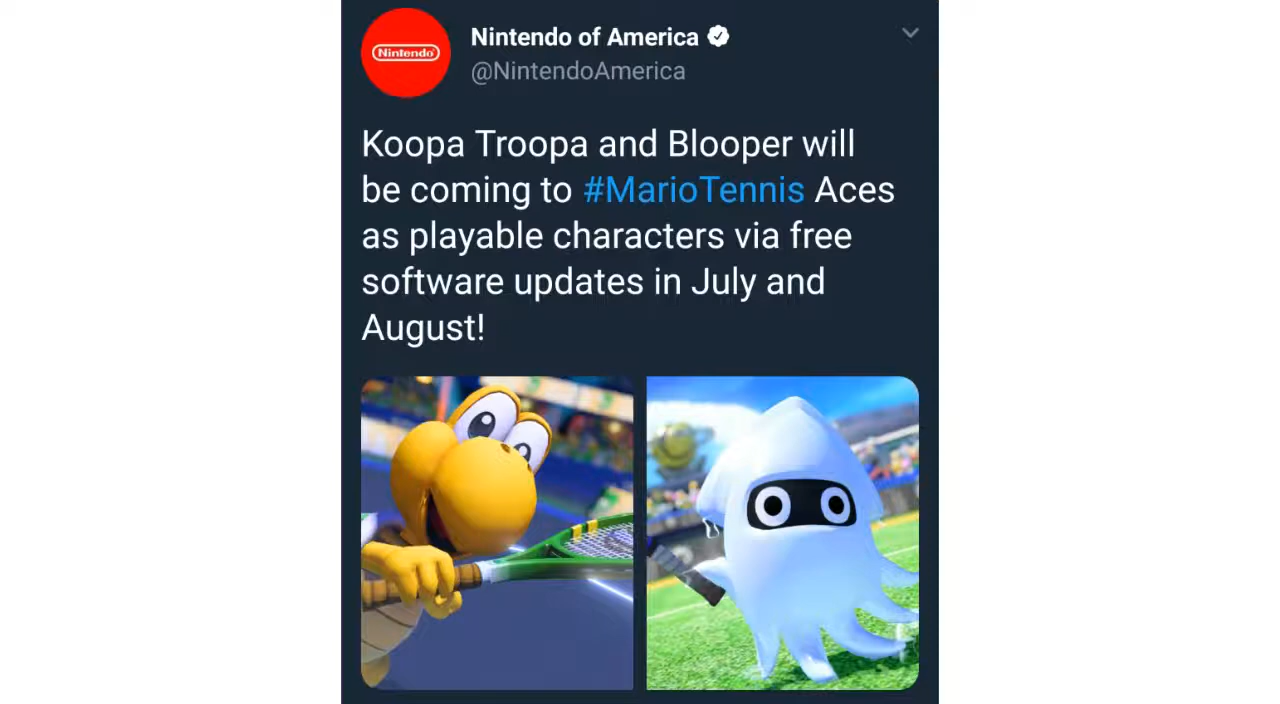 Nintendo
Nintendo of America
@NintendoAmerica
Koopa Troopa and Blooper will
be coming to #MarioTennis Aces
as playable characters via free
software updates in July and
August!